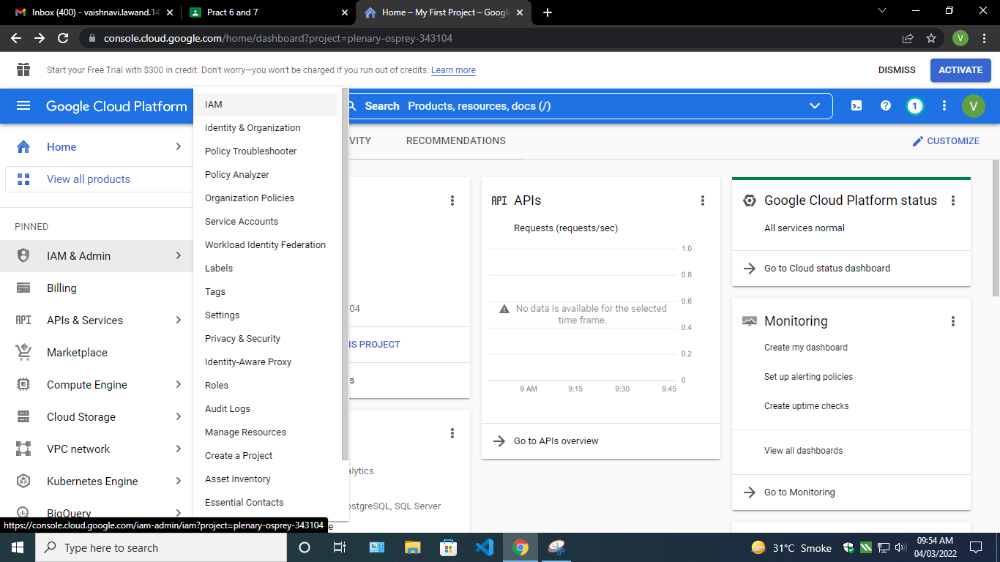 Inbox (400) - vaishnavi.lawand.14
Pract 6 and 7
Home – My First Project – Google
console.cloud.google.com/home/dashboard?project=plenary-osprey-343104
V
Start your Free Trial with $300 in credit. Don't worry—you won't be charged if you run out of credits. Learn more
DISMISS
ACTIVATE
Google Cloud Platform
Search Products, resources, docs (/)
1
V
Home
View all products
PINNED
IAM & Admin
Billing
API APIs & Services
Marketplace
Compute Engine
Cloud Storage
VPC network
Kubernetes Engine
BigQuery
IAM
Identity & Organization
Policy Troubleshooter
Policy Analyzer
Organization Policies
Service Accounts
Workload Identity Federation
Labels
Tags
Settings
Privacy & Security
Identity-Aware Proxy
Roles
Audit Logs
Manage Resources
Create a Project
Asset Inventory
Essential Contacts
VITY
RECOMMENDATIONS
CUSTOMIZE
04
IS PROJECT
s
alytics
ostgreSQL, SQL Server
e
API APIs
Requests (requests/sec)
1.0
0.8
0.6
0.4
0.2
0
No data is available for the selected
time frame.
9 AM 9:15 9:30 9:45
Go to APIs overview
Google Cloud Platform status
All services normal
Go to Cloud status dashboard
Monitoring
Create my dashboard
Set up alerting policies
Create uptime checks
View all dashboards
Go to Monitoring
https://console.cloud.google.com/iam-admin/iam?project=plenary-osprey-343104
Type here to search
31°C Smoke
09:54 AM
04/03/2022